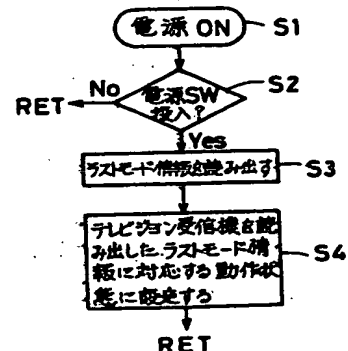 電源 ON
S1
No
電源SW
投入?
S2
RET
Yes
ラストモード情報を読み出す
S3
テレビジョン受信機を読
み出した.ラストモード情
報に対応する動作状
態に設定する
S4
RET